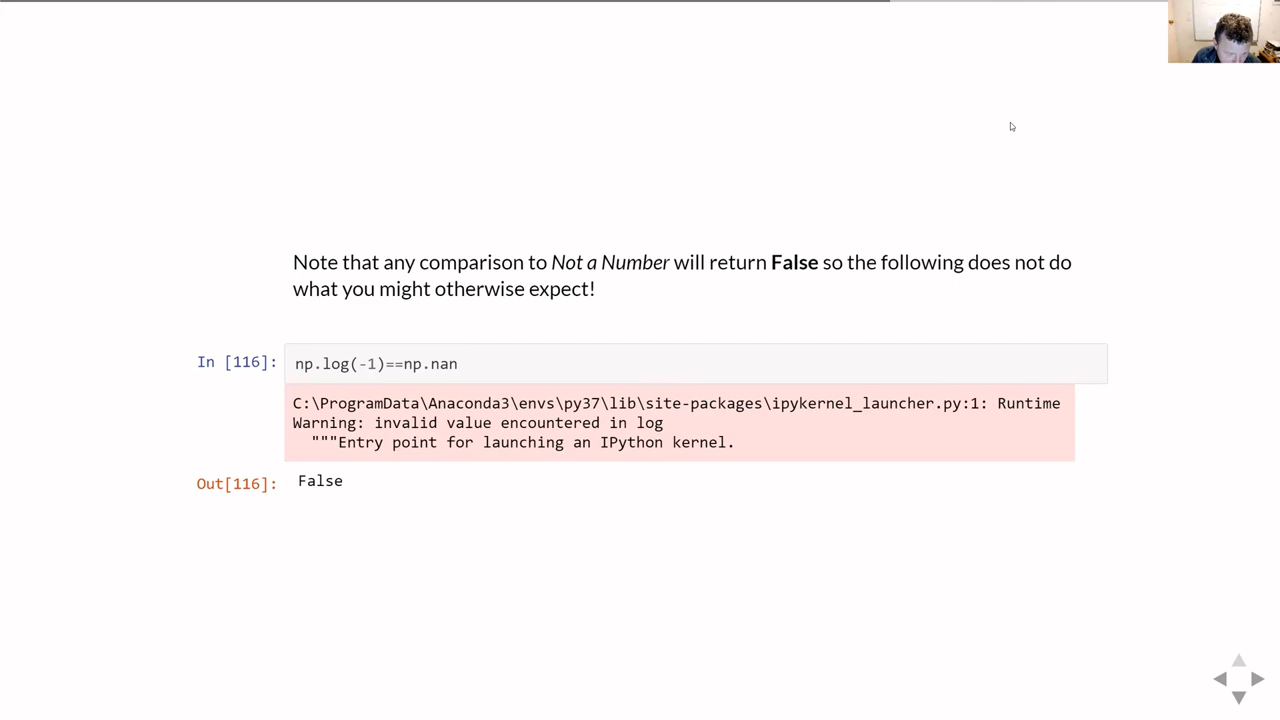 Note that any comparison to Not a Number will return False so the following does not do
what you might otherwise expect!
In [116]: np.log(-1)==np.nan
C:\ProgramData\Anaconda3\envs\py37\lib\site-packages\ipykernel_launcher.py:1: Runtime
Warning: invalid value encountered in log
"""Entry point for launching an IPython kernel.
Out[116]: False